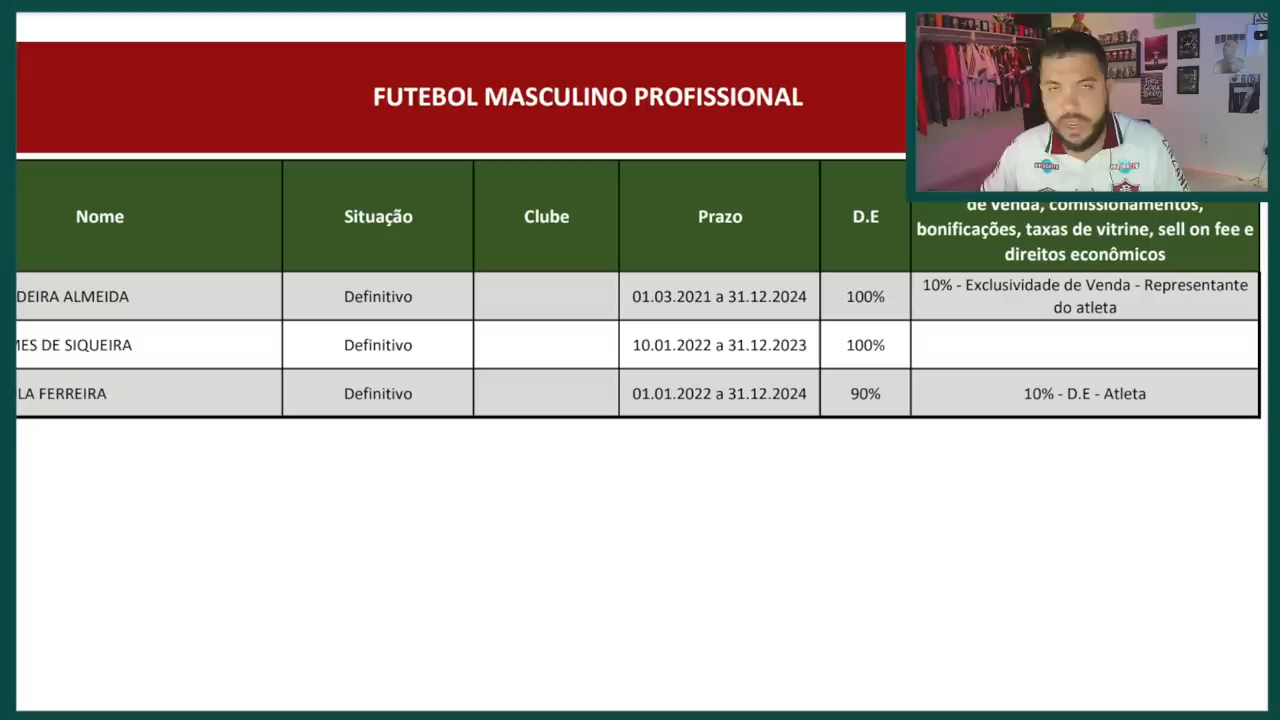 FUTEBOL MASCULINO PROFISSIONAL
Nome
Situação
Clube
Prazo
D.E
de venda, comissionamentos,
bonificações, taxas de vitrine, sell on fee e
direitos econômicos
DEIRA ALMEIDA
Definitivo
01.03.2021 a 31.12.2024
100%
10% - Exclusividade de Venda - Representante
do atleta
MES DE SIQUEIRA
Definitivo
10.01.2022 a 31.12.2023
100%
LA FERREIRA
Definitivo
01.01.2022 a 31.12.2024
90%
10% - D.E - Atleta
7